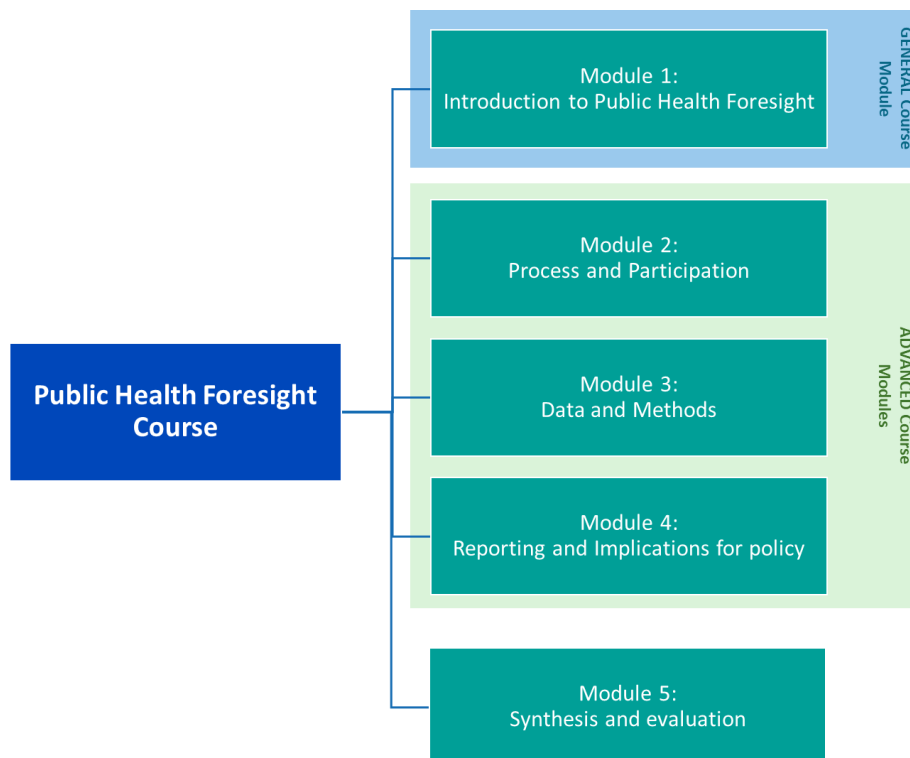 GENERAL Course
Module
Module 1:
Introduction to Public Health Foresight
Module 2:
Process and Participation
ADVANCED Course
Modules
Public Health Foresight
Course
Module 3:
Data and Methods
Module 4:
Reporting and Implications for policy
Module 5:
Synthesis and evaluation